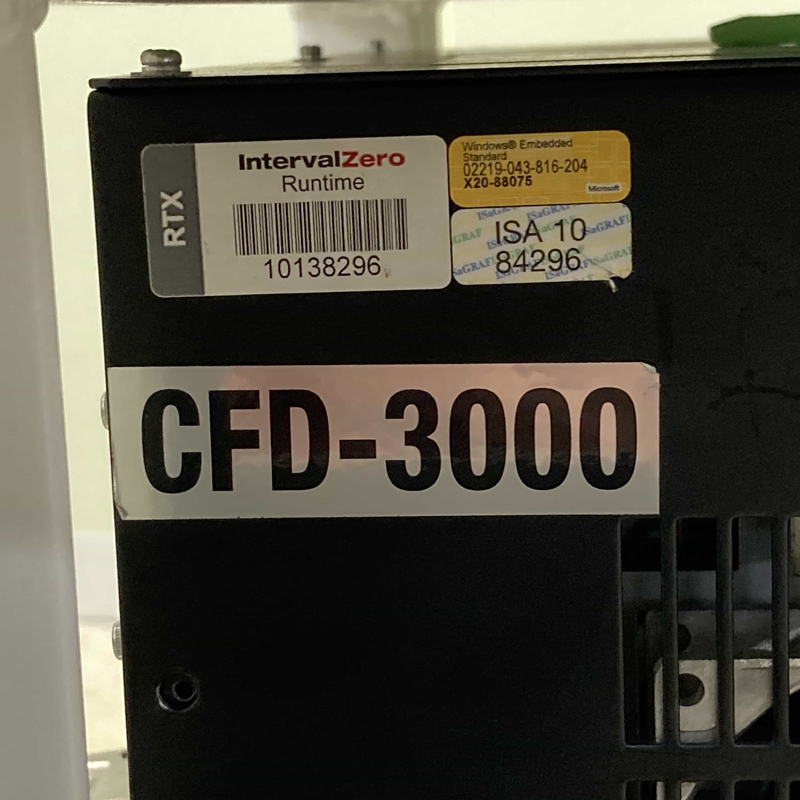 RTX
IntervalZero
Runtime
10138296
Windows® Embedded
Standard
02219-043-816-204
X20-88075
Microsoft
ISaGRAF
ISA 10
84296
CFD-3000